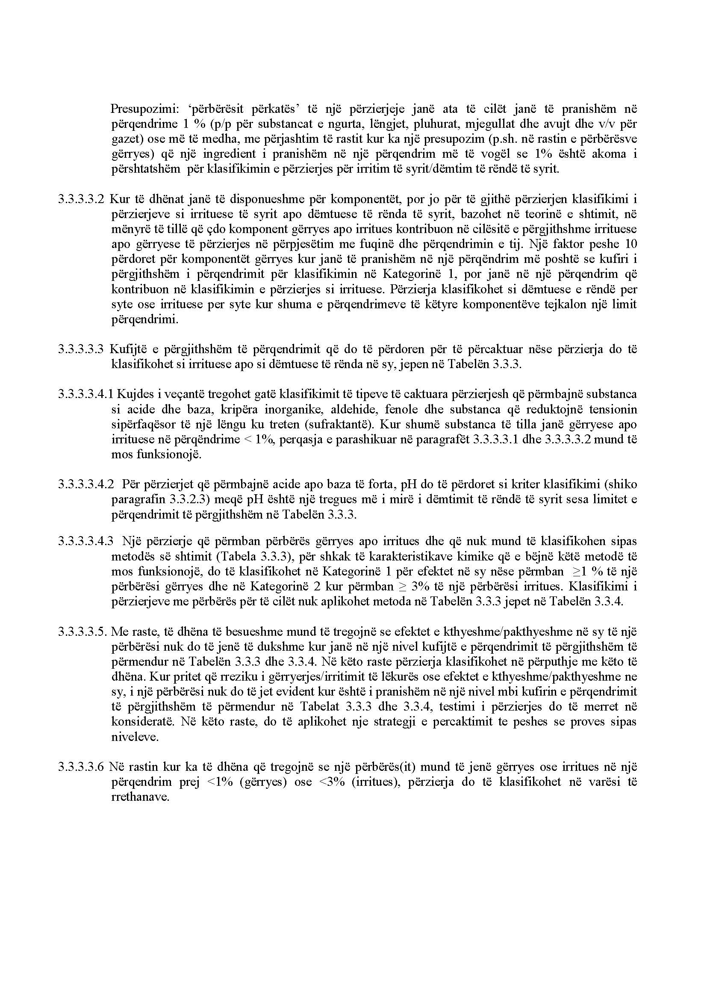 Presupozimi: ‘përbërësit përkatës’ të një përzierjeje janë ata të cilët janë të pranishëm në
përqendrime 1 % (p/p për substancat e ngurta, lëngjet, pluhurat, mjegullat dhe avujt dhe v/v për
gazet) ose më të medha, me përjashtim të rastit kur ka një presupozim (p.sh. në rastin e përbërësve
gërryes) që një ingredient i pranishëm në një përqendrim më të vogël se 1% është akoma i
përshtatshëm për klasifikimin e përzierjes për irritim të syrit/dëmtim të rëndë të syrit.
3.3.3.3.2 Kur të dhënat janë të disponueshme për komponentët, por jo për të gjithë përzierjen klasifikimi i
përzierjeve si irrituese të syrit apo dëmtuese të rënda të syrit, bazohet në teorinë e shtimit, në
mënyrë të tillë që çdo komponent gërryes apo irritues kontribuon në cilësitë e përgjithshme irrituese
apo gërryese të përzierjes në përpjesëtim me fuqinë dhe përqendrimin e tij. Një faktor peshe 10
përdoret për komponentët gërryes kur janë të pranishëm në një përqëndrim më poshtë se kufiri i
përgjithshëm i përqendrimit për klasifikimin në Kategorinë 1, por janë në një përqendrim që
kontribuon në klasifikimin e përzierjes si irrituese. Përzierja klasifikohet si dëmtuese e rëndë per
syte ose irrituese per syte kur shuma e përqendrimeve të këtyre komponentëve tejkalon një limit
përqendrimi.
3.3.3.3.3 Kufijtë e përgjithshëm të përqendrimit që do të përdoren për të përcaktuar nëse përzierja do të
klasifikohet si irrituese apo si dëmtuese të rënda në sy, jepen në Tabelën 3.3.3.
3.3.3.3.4.1 Kujdes i veçantë tregohet gatë klasifikimit të tipeve të caktuara përzierjesh që përmbajnë substanca
si acide dhe baza, kripëra inorganike, aldehide, fenole dhe substanca që reduktojnë tensionin
sipërfaqësor të një lëngu ku treten (sufraktantë). Kur shumë substanca të tilla janë gërryese apo
irrituese në përqëndrime < 1%, perqasja e parashikuar në paragrafët 3.3.3.3.1 dhe 3.3.3.3.2 mund të
mos funksionojë.
3.3.3.3.4.2 Për përzierjet që përmbajnë acide apo baza të forta, pH do të përdoret si kriter klasifikimi (shiko
paragrafin 3.3.2.3) meqë pH është një tregues më i mirë i dëmtimit të rëndë të syrit sesa limitet e
përqendrimit të përgjithshëm në Tabelën 3.3.3.
3.3.3.3.4.3 Një përzierje që përmban përbërës gërryes apo irritues dhe që nuk mund të klasifikohen sipas
metodës së shtimit (Tabela 3.3.3), për shkak të karakteristikave kimike që e bëjnë këtë metodë të
mos funksionojë, do të klasifikohet në Kategorinë 1 për efektet në sy nëse përmban ≥1 % të një
përbërësi gërryes dhe në Kategorinë 2 kur përmban ≥ 3% të një përbërësi irritues. Klasifikimi i
përzierjeve me përbërës për të cilët nuk aplikohet metoda në Tabelën 3.3.3 jepet në Tabelën 3.3.4.
3.3.3.3.5. Me raste, të dhëna të besueshme mund të tregojnë se efektet e kthyeshme/pakthyeshme në sy të një
përbërësi nuk do të jenë të dukshme kur janë në një nivel kufijtë e përqendrimit të përgjithshëm të
përmendur në Tabelën 3.3.3 dhe 3.3.4. Në këto raste përzierja klasifikohet në përputhje me këto të
dhëna. Kur pritet që rreziku i gërryerjes/irritimit të lëkurës ose efektet e kthyeshme/pakthyeshme ne
sy, i një përbërësi nuk do të jet evident kur është i pranishëm në një nivel mbi kufirin e përqendrimit
të përgjithshëm të përmendur në Tabelat 3.3.3 dhe 3.3.4, testimi i përzierjes do të merret në
konsideratë. Në këto raste, do të aplikohet nje strategji e percaktimit te peshes se proves sipas
niveleve.
3.3.3.3.6 Në rastin kur ka të dhëna që tregojnë se një përbërës(it) mund të jenë gërryes ose irritues në një
përqendrim prej <1% (gërryes) ose <3% (irritues), përzierja do të klasifikohet në varësi të
rrethanave.